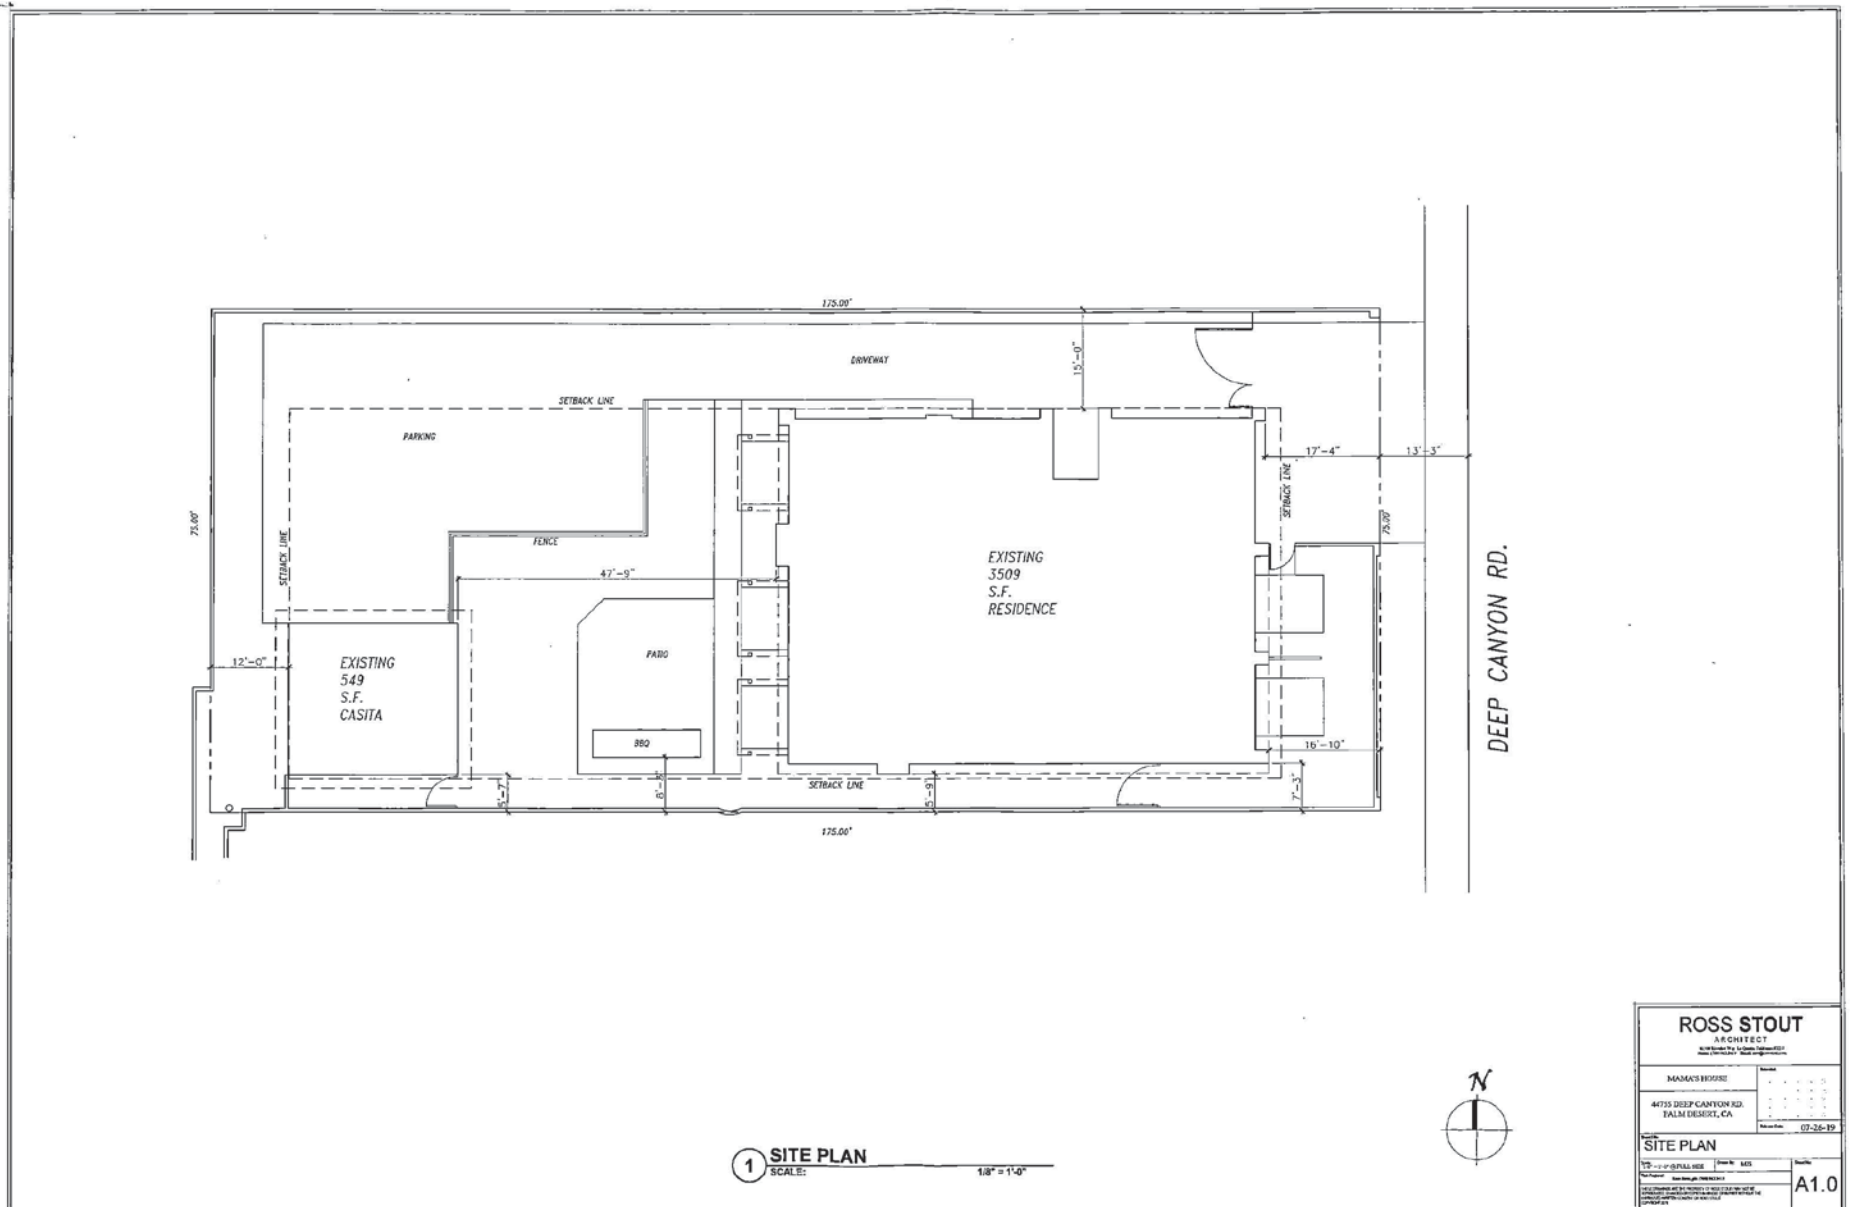 175.00'
DRIVEWAY
15'-0"
SETBACK LINE
PARKING
17'-4"
13'-3"
SETBACK LINE
75.00'
75.00'
FENCE
SETBACK LINE
47'-9"
EXISTING
3509
S.F.
RESIDENCE
DEEP CANYON RD.
12'-0"
EXISTING
549
S.F.
CASITA
PATIO
BBQ
16'-10"
SETBACK LINE
5'-7"
5'-9"
7'-3"
175.00'
N
1
SITE PLAN
SCALE:
1/8" = 1'-0"
ROSS STOUT
ARCHITECT
MAMA'S HOUSE
44755 DEEP CANYON RD.
PALM DESERT, CA
07-26-19
SITE PLAN
A1.0